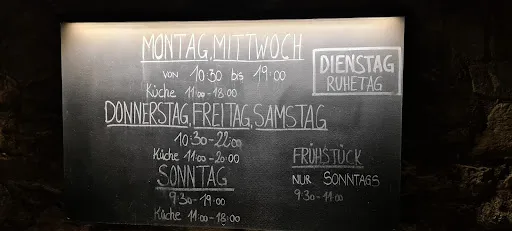 MONTAG, MITTWOCH
VON 10:30 bis 19:00
Küche 11:00-18:00
DIENSTAG
RUHETAG
DONNERSTAG, FREITAG, SAMSTAG
10:30-22:00
Küche 11:00-20:00
SONNTAG
9:30-19:00
Küche 11:00-18:00
FRÜHSTÜCK
NUR SONNTAGS
9:30-11:00